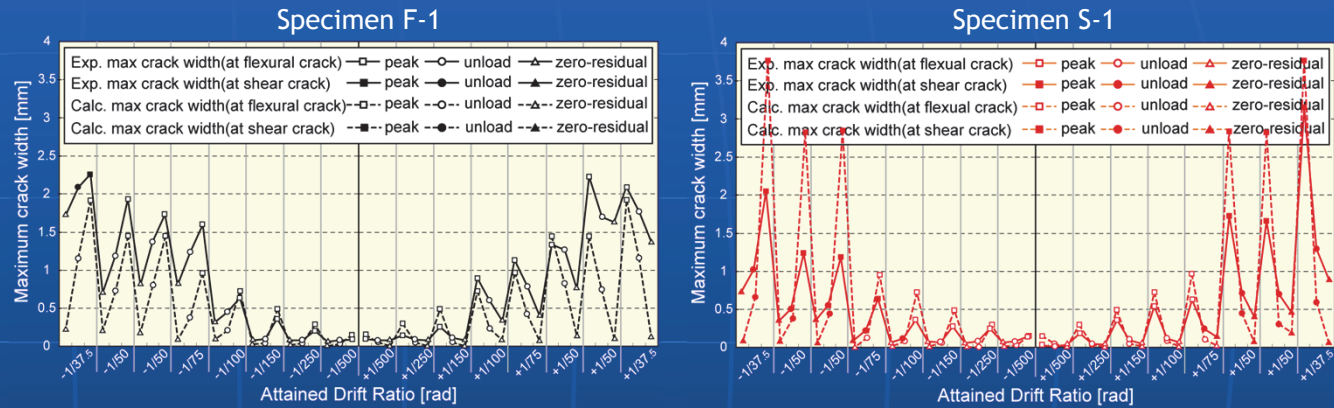 Specimen F-1
4
3.5
3
2.5
2
1.5
1
0.5
0
Maximum crack width [mm]
Exp. max crack width(at flexural crack) peak unload zero-residual
Exp. max crack width(at shear crack) peak unload zero-residual
Calc. max crack width(at flexural crack) peak unload zero-residual
Calc. max crack width(at shear crack) peak unload zero-residual
-1/37.5 -1/50 -1/50 -1/75 -1/100 -1/150 -1/250 -1/500 +1/500 +1/250 +1/150 +1/100 +1/75 +1/50 +1/50 +1/37.5
Attained Drift Ratio [rad]
Specimen S-1
4
3.5
3
2.5
2
1.5
1
0.5
0
Maximum crack width [mm]
Exp. max crack width(at flexual crack) peak unload zero-residual
Exp. max crack width(at shear crack) peak unload zero-residual
Calc. max crack width(at flexual crack) peak unload zero-residual
Calc. max crack width(at shear crack) peak unload zero-residual
-1/37.5 -1/50 -1/50 -1/75 -1/100 -1/150 -1/250 -1/500 +1/500 +1/250 +1/150 +1/100 +1/75 +1/50 +1/50 +1/37.5
Attained Drift Ratio [rad]